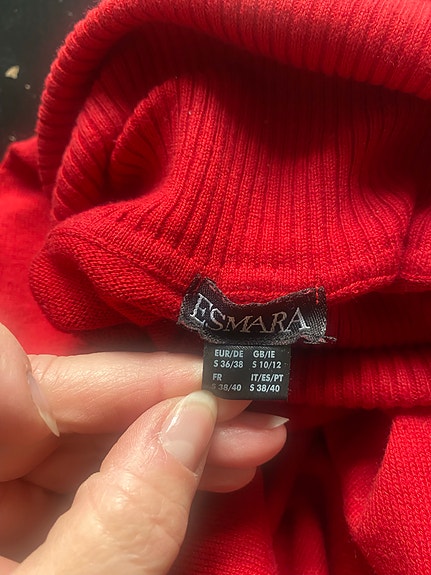 ESMARA
EUR/DE GB/IE
S 36/38 S 10/12
FR IT/ES/PT
S 38/40 S 38/40